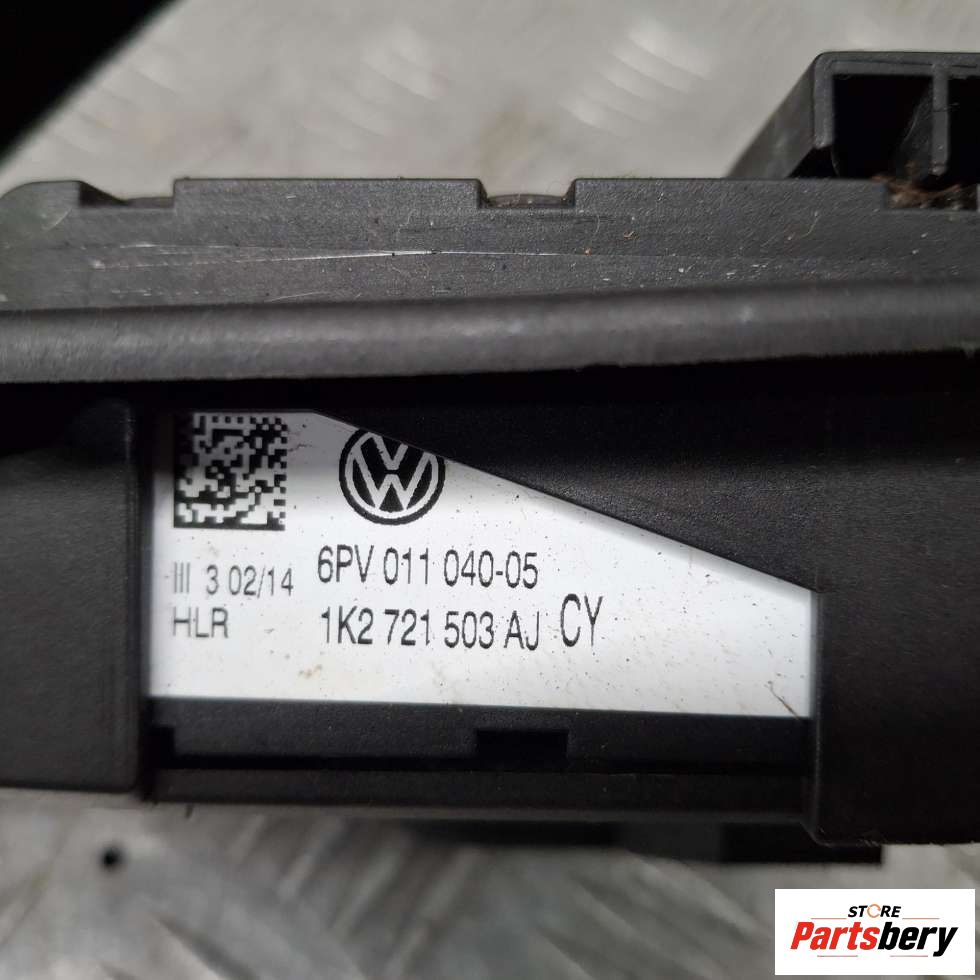 6PV 011 040-05
III 3 02/14
HLR
1K2 721 503 AJ CY
STORE
Partsbery